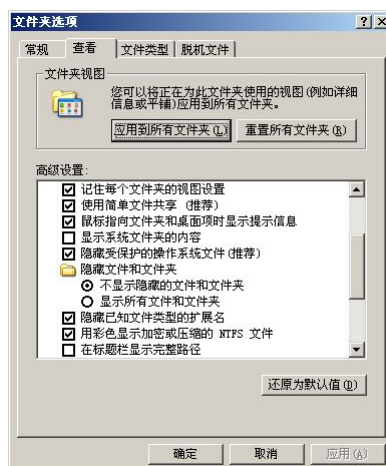 文件夹选项
常规 查看 文件类型 脱机文件
文件夹视图
您可以将正在为此文件夹使用的视图(例如详细
信息或平铺)应用到所有文件夹。
应用到所有文件夹(L) 重置所有文件夹(R)
高级设置:
记住每个文件夹的视图设置
使用简单文件共享 (推荐)
鼠标指向文件夹和桌面项时显示提示信息
显示系统文件夹的内容
隐藏受保护的操作系统文件(推荐)
隐藏文件和文件夹
不显示隐藏的文件和文件夹
显示所有文件和文件夹
隐藏已知文件类型的扩展名
用彩色显示加密或压缩的 NTFS 文件
在标题栏显示完整路径
还原为默认值(D)
确定 取消 应用(A)